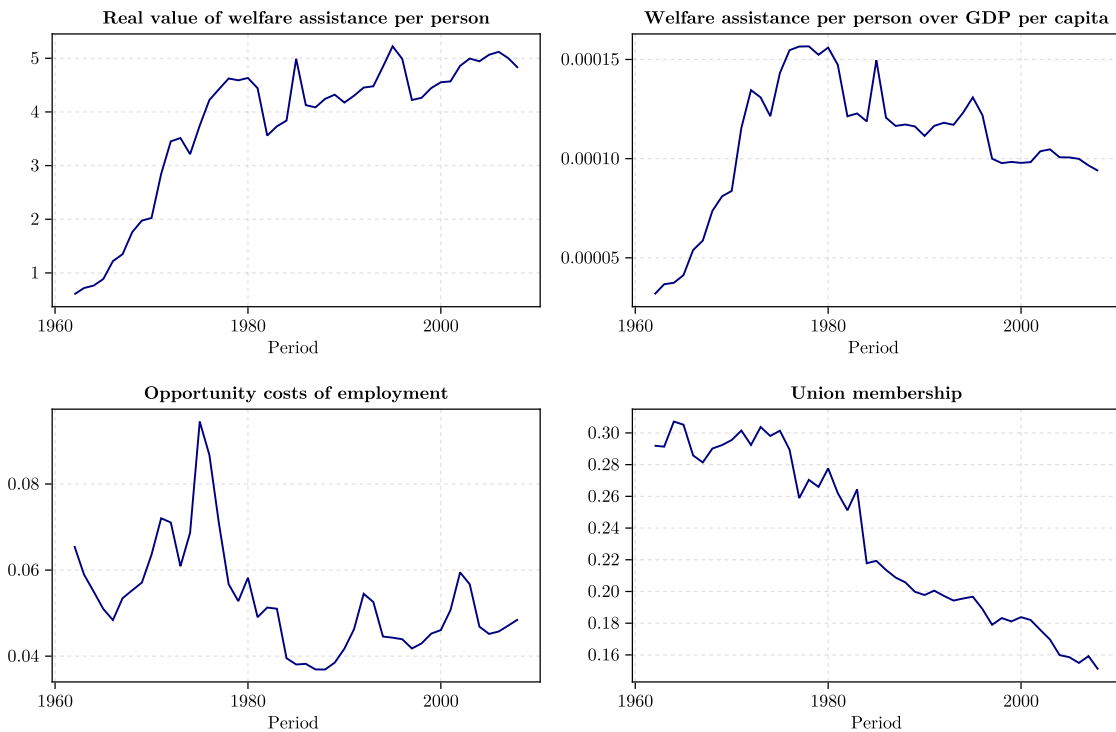 Real value of welfare assistance per person
5
4
3
2
1
1960 1980 2000
Period
Welfare assistance per person over GDP per capita
0.00015
0.00010
0.00005
1960 1980 2000
Period
Opportunity costs of employment
0.08
0.06
0.04
1960 1980 2000
Period
Union membership
0.30
0.28
0.26
0.24
0.22
0.20
0.18
0.16
1960 1980 2000
Period